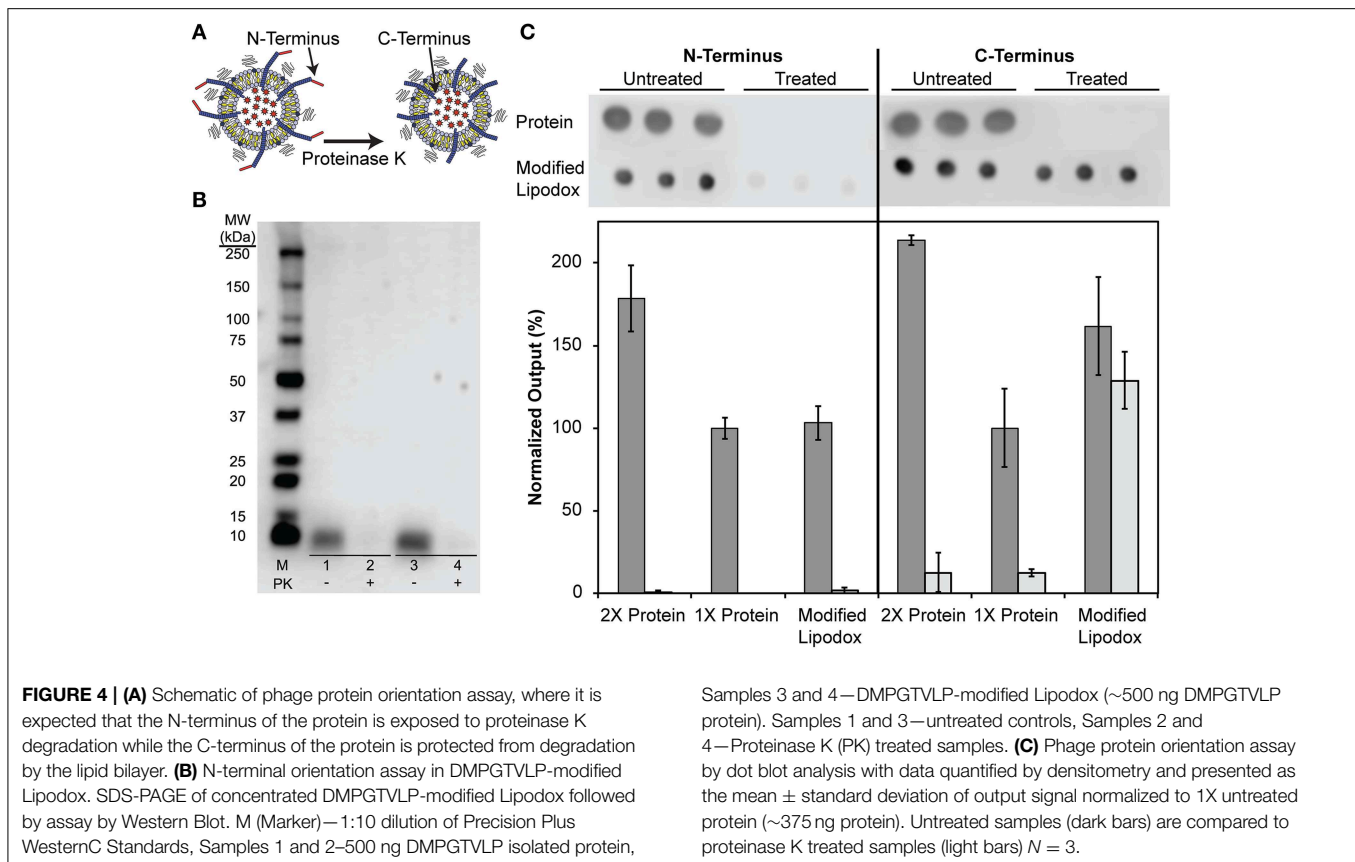 A
N-Terminus
C-Terminus
Proteinase K
B
MW
(kDa)
250
150
100
75
50
37
25
20
15
10
M 1 2 3 4
PK - + - +
C
N-Terminus C-Terminus
Untreated Treated Untreated Treated
Protein
Modified
Lipodox
Normalized Output (%)
200
150
100
50
0
2X Protein 1X Protein Modified
Lipodox
2X Protein 1X Protein Modified
Lipodox
FIGURE 4 | (A) Schematic of phage protein orientation assay, where it is
expected that the N-terminus of the protein is exposed to proteinase K
degradation while the C-terminus of the protein is protected from degradation
by the lipid bilayer. (B) N-terminal orientation assay in DMPGTVLP-modified
Lipodox. SDS-PAGE of concentrated DMPGTVLP-modified Lipodox followed
by assay by Western Blot. M (Marker)—1:10 dilution of Precision Plus
WesternC Standards, Samples 1 and 2–500 ng DMPGTVLP isolated protein,
Samples 3 and 4—DMPGTVLP-modified Lipodox (~500 ng DMPGTVLP
protein). Samples 1 and 3—untreated controls, Samples 2 and
4—Proteinase K (PK) treated samples. (C) Phage protein orientation assay
by dot blot analysis with data quantified by densitometry and presented as
the mean ± standard deviation of output signal normalized to 1X untreated
protein (~375 ng protein). Untreated samples (dark bars) are compared to
proteinase K treated samples (light bars) N = 3.